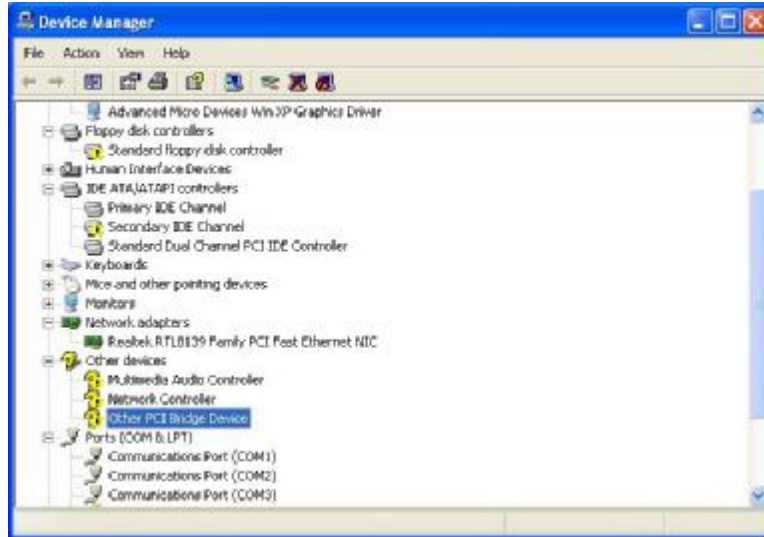 Device Manager
File Action View Help
Advanced Micro Devices Win XP Graphics Driver
Floppy disk controllers
Standard floppy disk controller
Human Interface Devices
IDE ATA/ATAPI controllers
Primary IDE Channel
Secondary IDE Channel
Standard Dual Channel PCI IDE Controller
Keyboards
Mice and other pointing devices
Monitors
Network adapters
Realtek RTL8139 Family PCI Fast Ethernet NIC
Other devices
Multimedia Audio Controller
Network Controller
Other PCI Bridge Device
Ports (COM & LPT)
Communications Port (COM1)
Communications Port (COM2)
Communications Port (COM3)